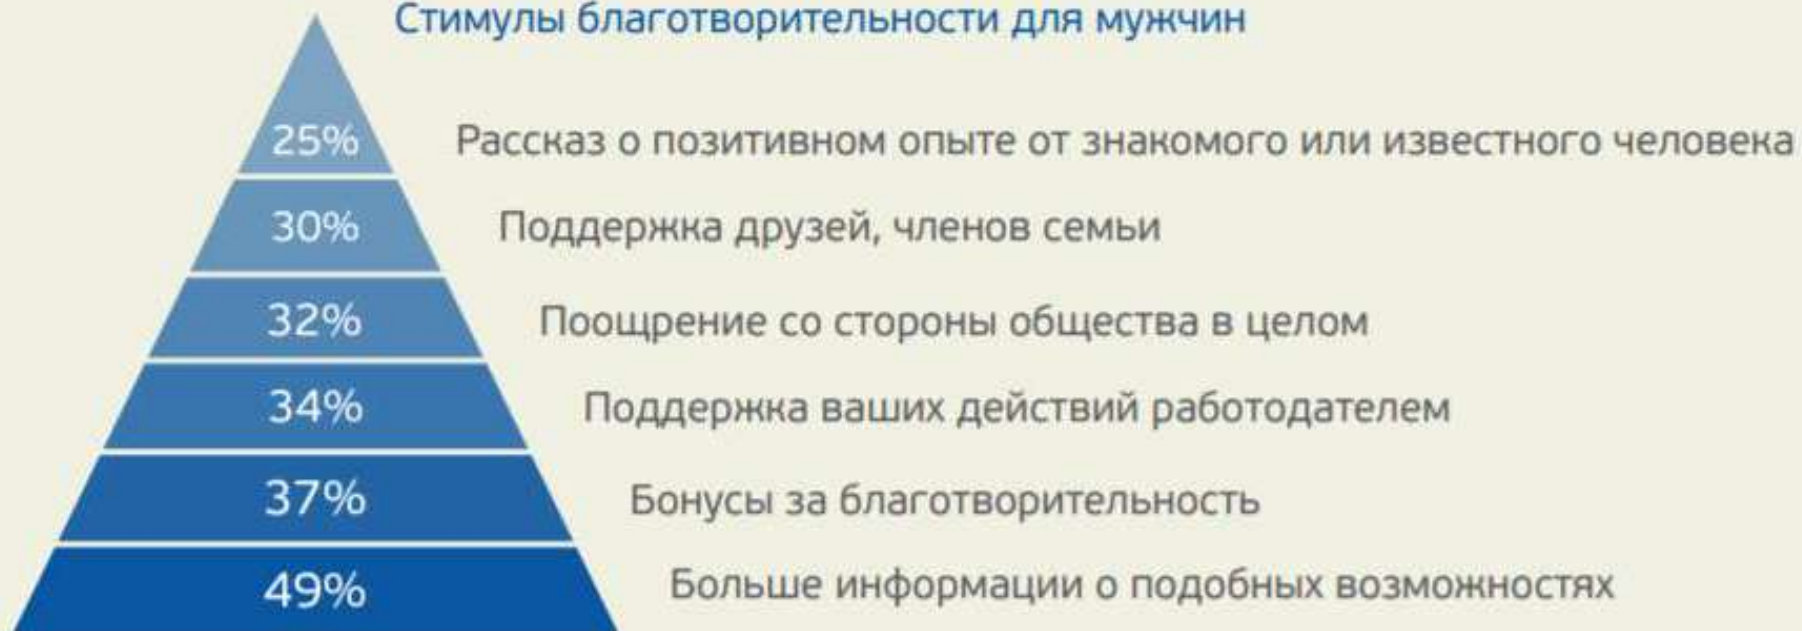 Стимулы благотворительности для мужчин
25% Рассказ о позитивном опыте от знакомого или известного человека
30% Поддержка друзей, членов семьи
32% Поощрение со стороны общества в целом
34% Поддержка ваших действий работодателем
37% Бонусы за благотворительность
49% Больше информации о подобных возможностях